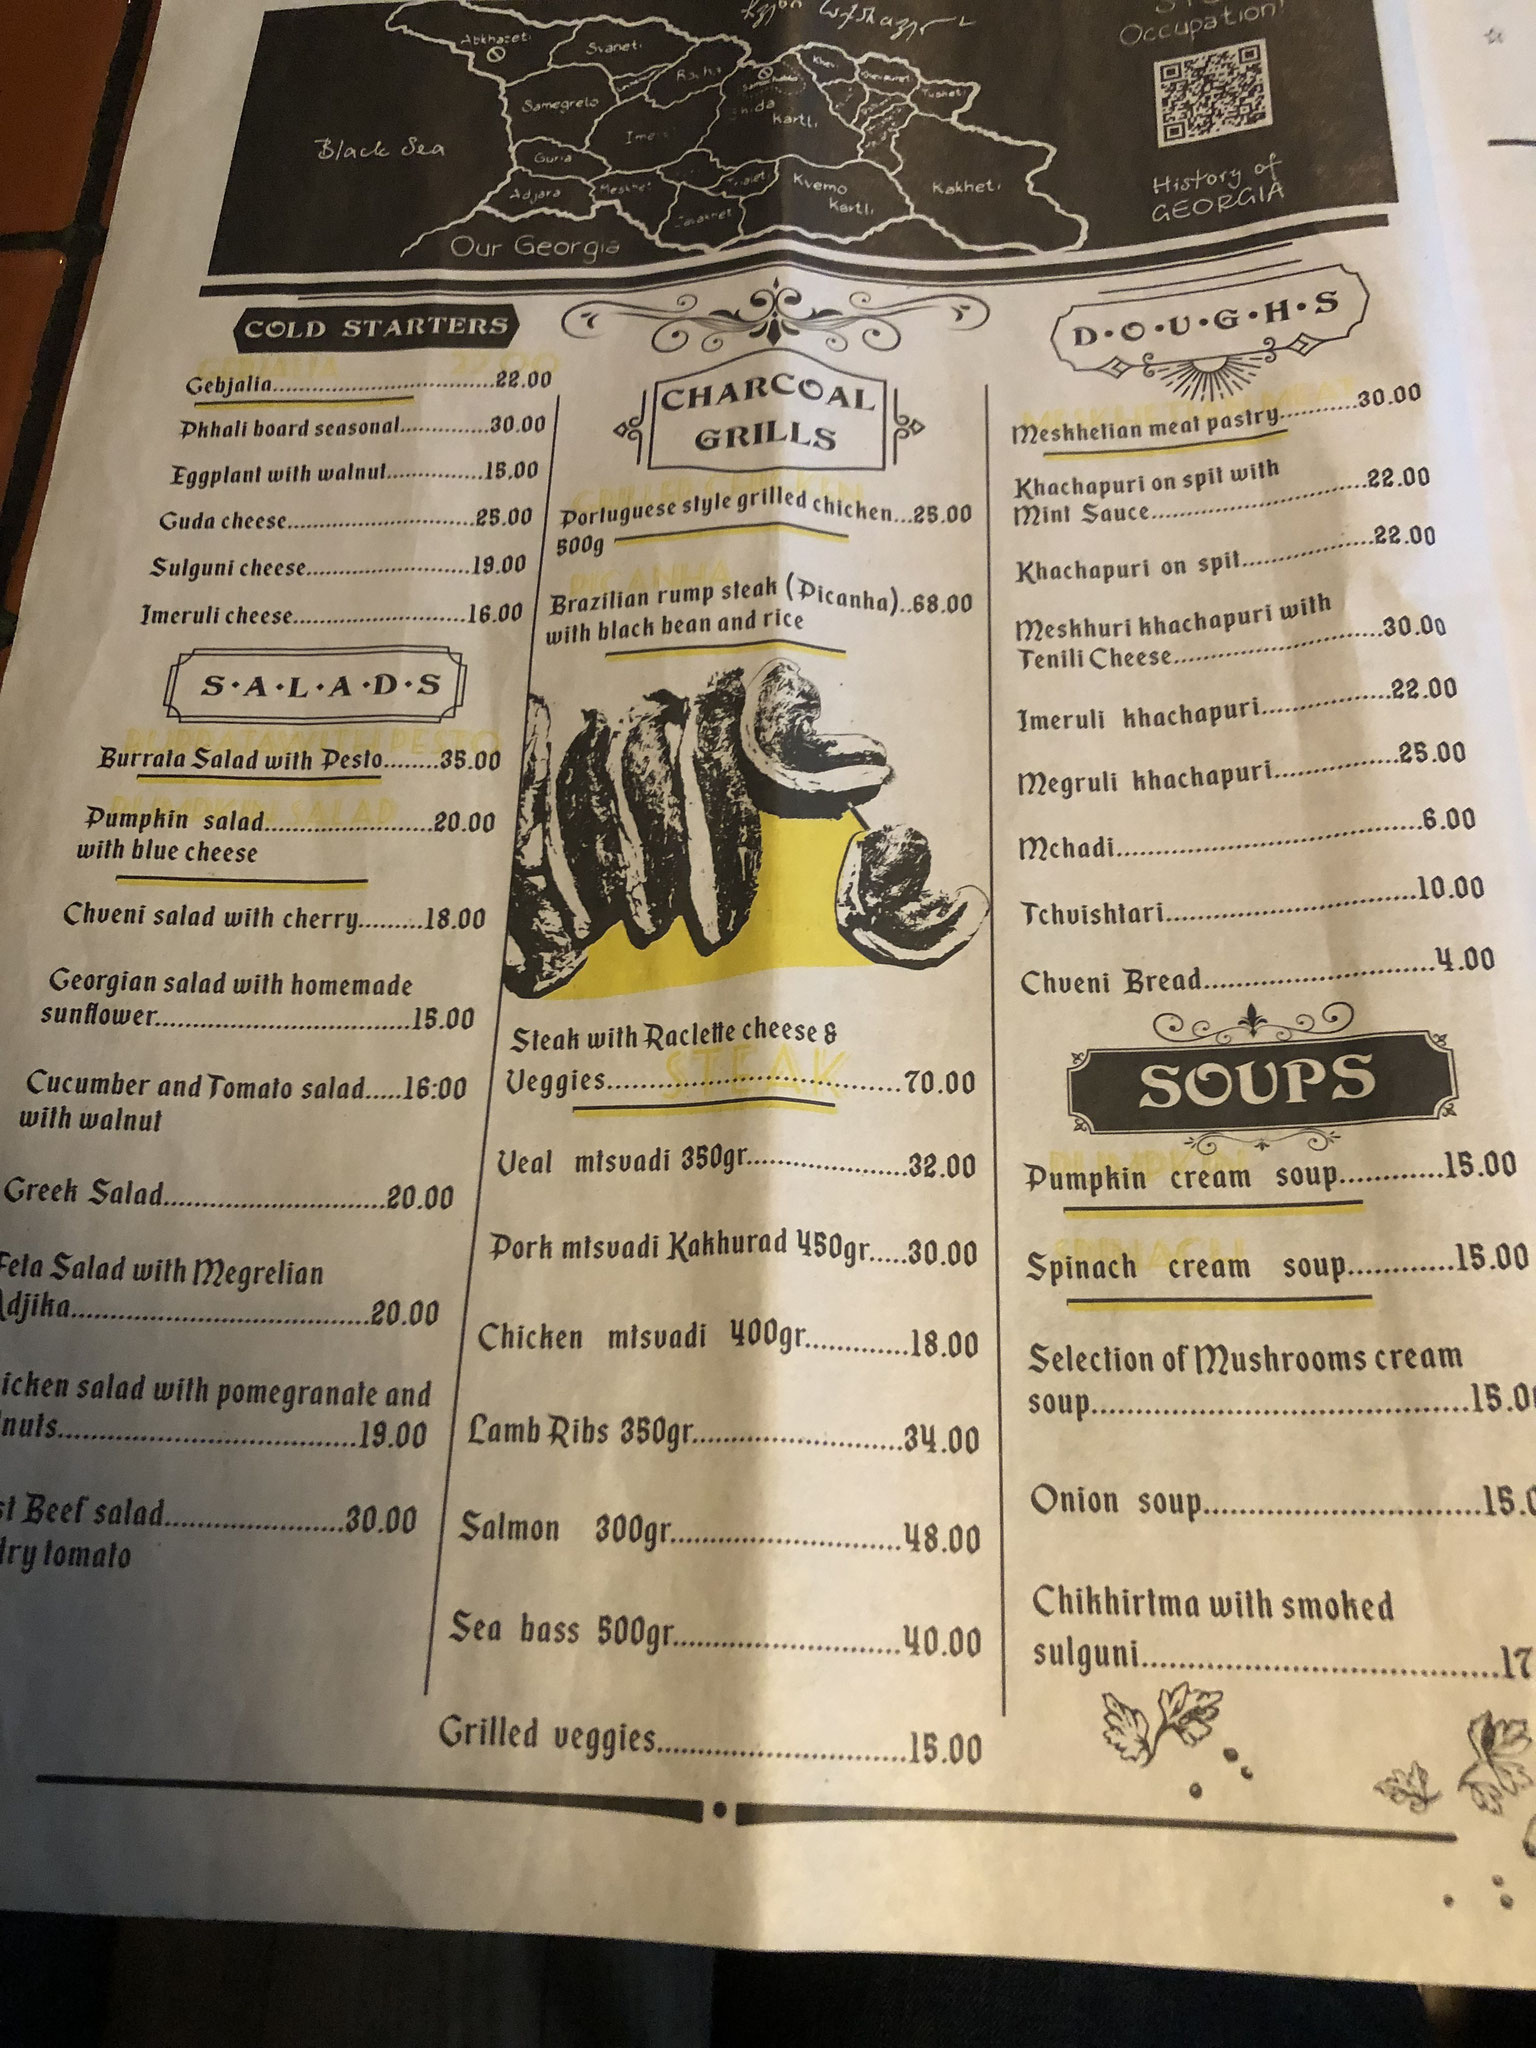 Occupation!
Abkhazeti
Svaneti
Racha
Khevi
Tusheti
Samegrelo
Kartli
Black Sea
Guria
Adjara
Kvemo
Kartli
Kakheti
Our Georgia
History of
GEORGIA
COLD STARTERS
Gebjalia 22.00
Pkhali board seasonal 30.00
Eggplant with walnut 15.00
Guda cheese 25.00
Sulguni cheese 19.00
Imeruli cheese 16.00
S·A·L·A·D·S
Burrata Salad with Pesto 35.00
Pumpkin salad 20.00
with blue cheese
Chveni salad with cherry 18.00
Georgian salad with homemade
sunflower 15.00
Cucumber and Tomato salad 16:00
with walnut
Greek Salad 20.00
Feta Salad with Megrelian
Adjika 20.00
salad with pomegranate and
19.00
Beef salad 30.00
tomato
CHARCOAL
GRILLS
Portuguese style grilled chicken 25.00
500g
Brazilian rump steak (Picanha) 68.00
with black bean and rice
Steak with Raclette cheese &
STEAK
Veggies 70.00
Veal mtsvadi 350gr 32.00
Pork mtsvadi Kakhurad 450gr 30.00
Chicken mtsvadi 400gr 18.00
Lamb Ribs 350gr 34.00
Salmon 300gr 48.00
Sea bass 500gr 40.00
Grilled veggies 15.00
D·O·U·G·H·S
Meskhetian meat pastry 30.00
Khachapuri on spit with
Mint Sauce 22.00
Khachapuri on spit 22.00
Meskhuri khachapuri with
Tenili Cheese 30.00
Imeruli khachapuri 22.00
Megruli khachapuri 25.00
Mchadi 6.00
Tchvishtari 10.00
Chveni Bread 4.00
SOUPS
Pumpkin cream soup 15.00
Spinach cream soup 15.00
Selection of Mushrooms cream
soup 15.0
Onion soup 15.
Chikhirtma with smoked
sulguni 17